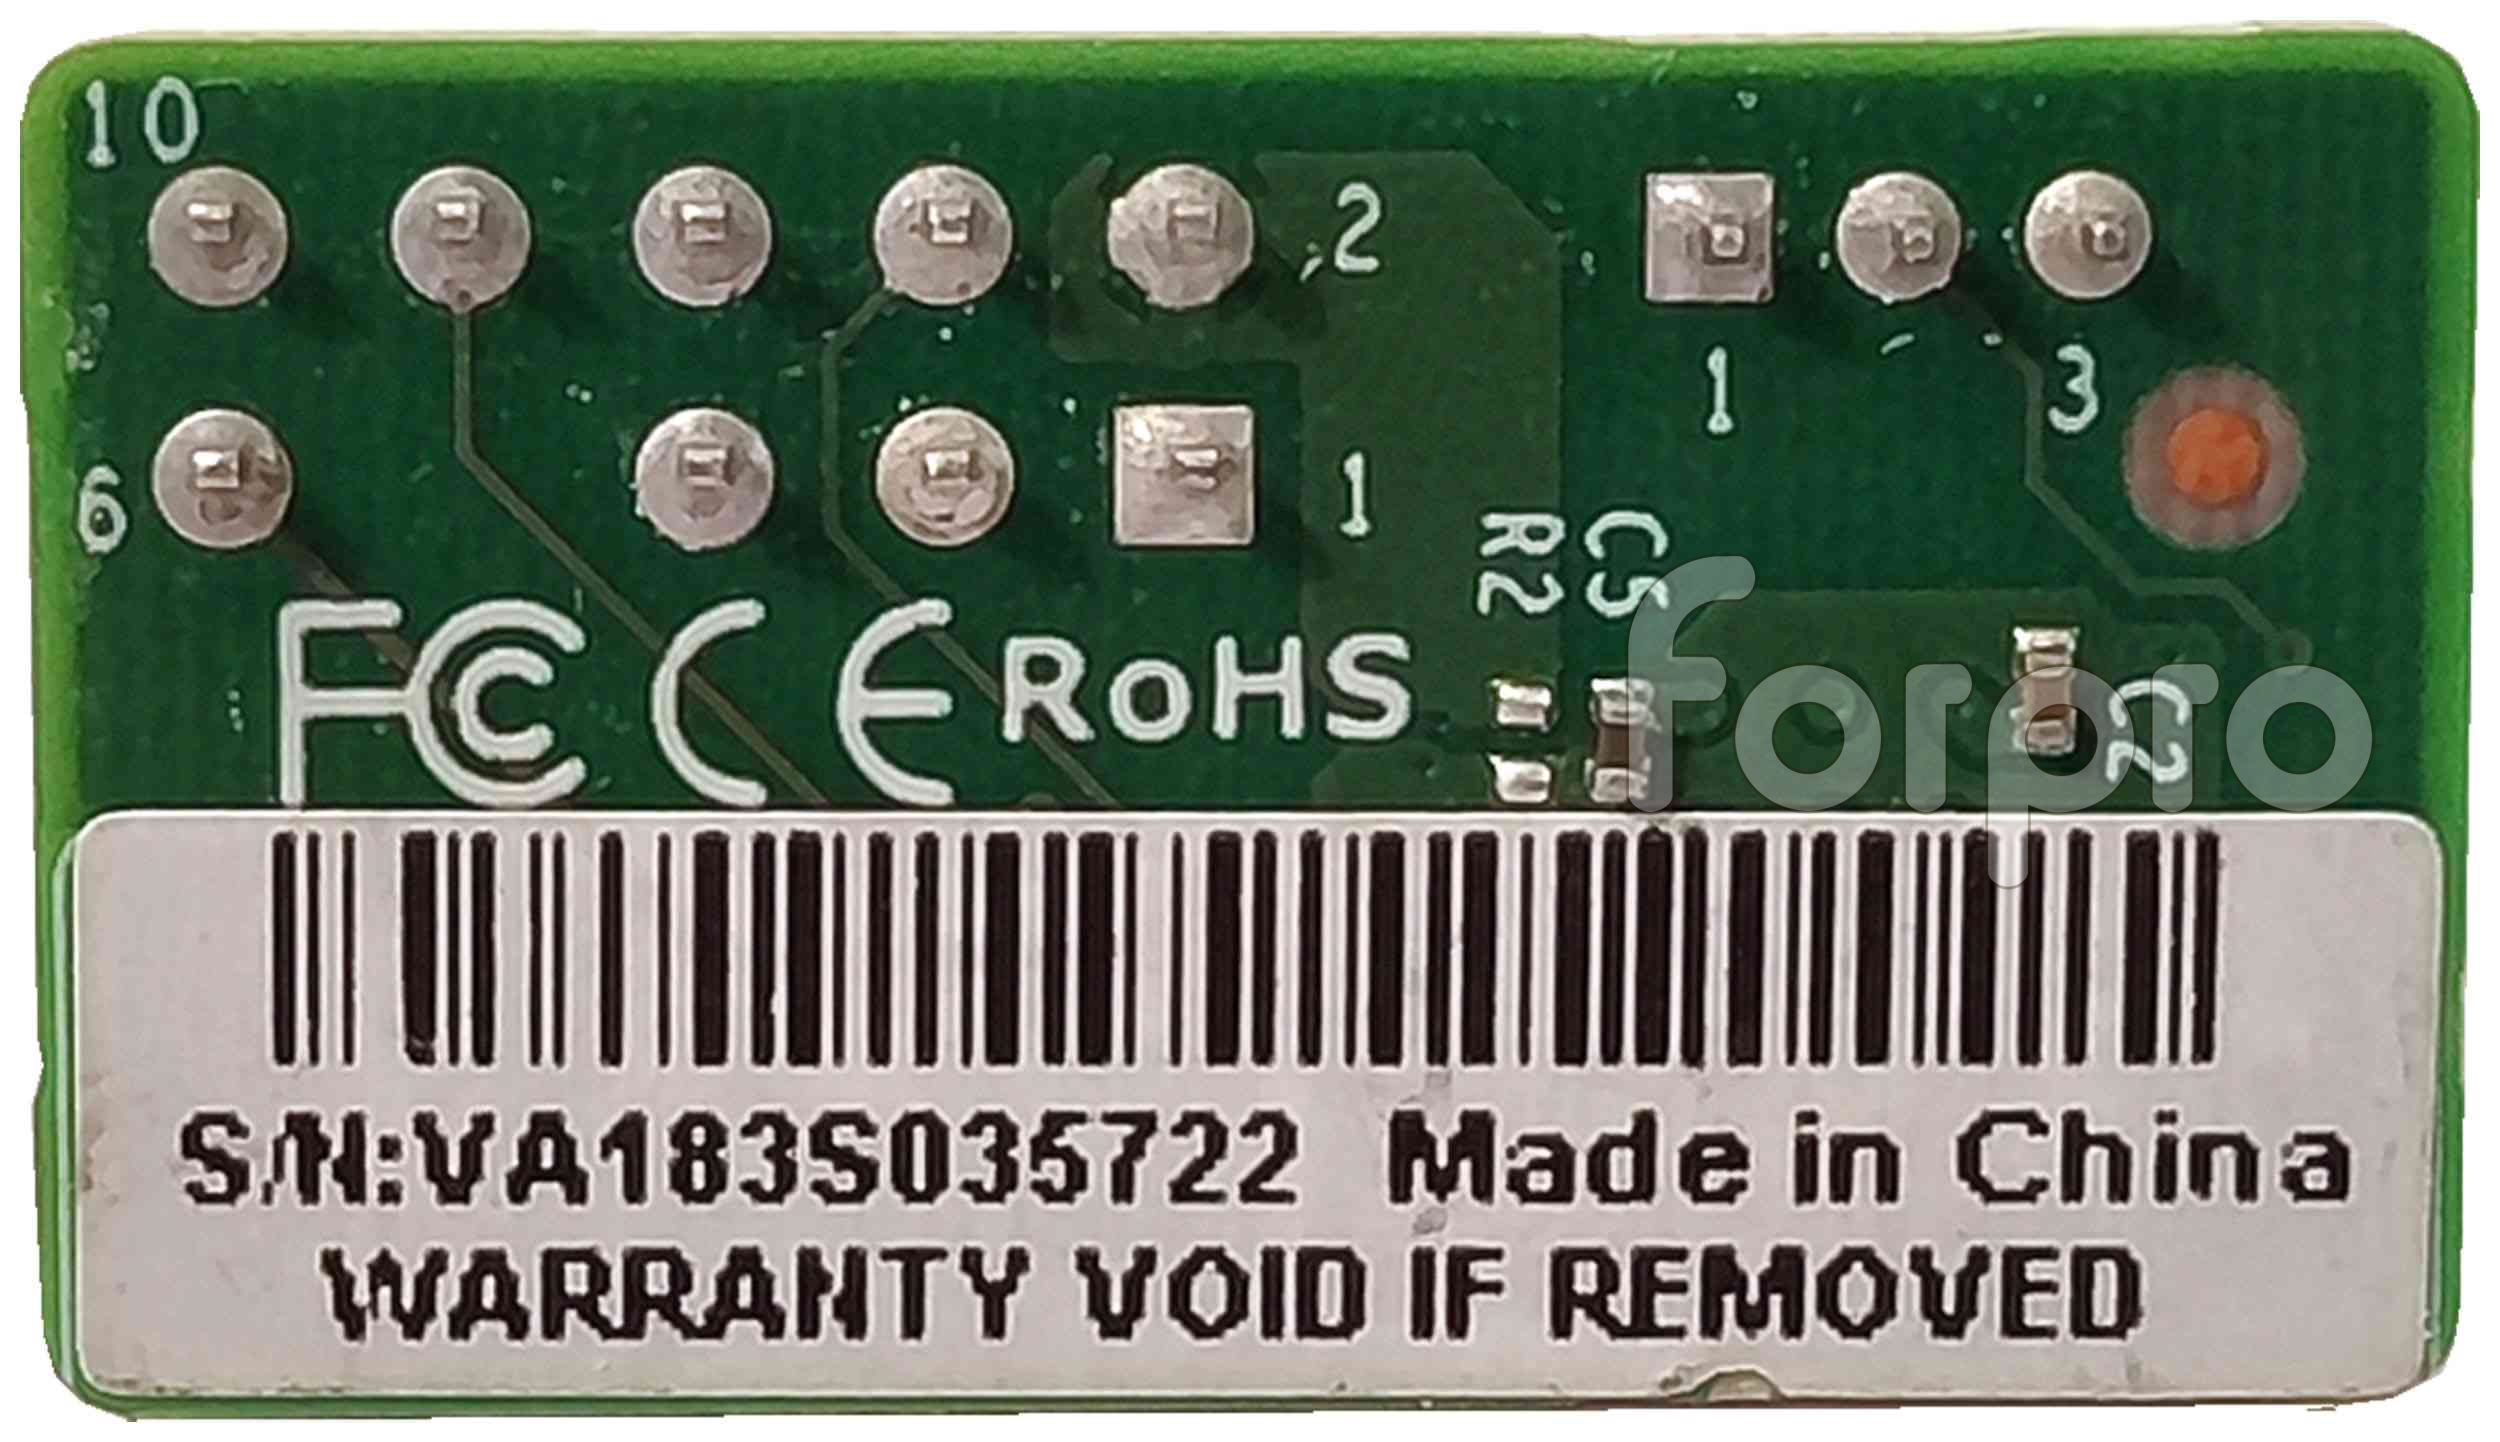 10
2
1
3
6
1
R2
C5
FC CE RoHS
C2
forpro
S/N:VA183S035722 Made in China
WARRANTY VOID IF REMOVED